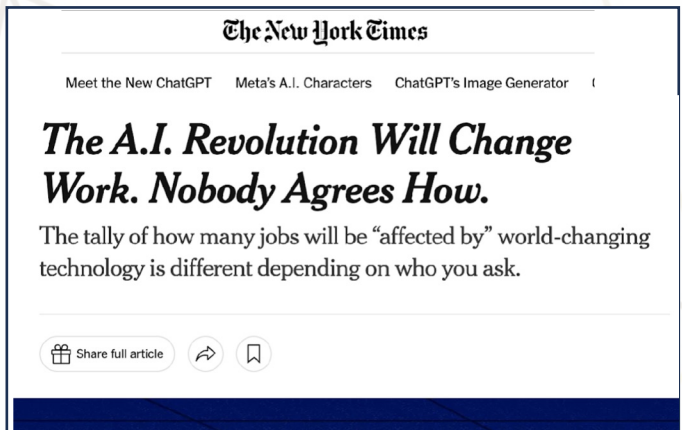 The New York Times
Meet the New ChatGPT Meta's A.I. Characters ChatGPT's Image Generator
The A.I. Revolution Will Change
Work. Nobody Agrees How.
The tally of how many jobs will be “affected by” world-changing
technology is different depending on who you ask.
Share full article